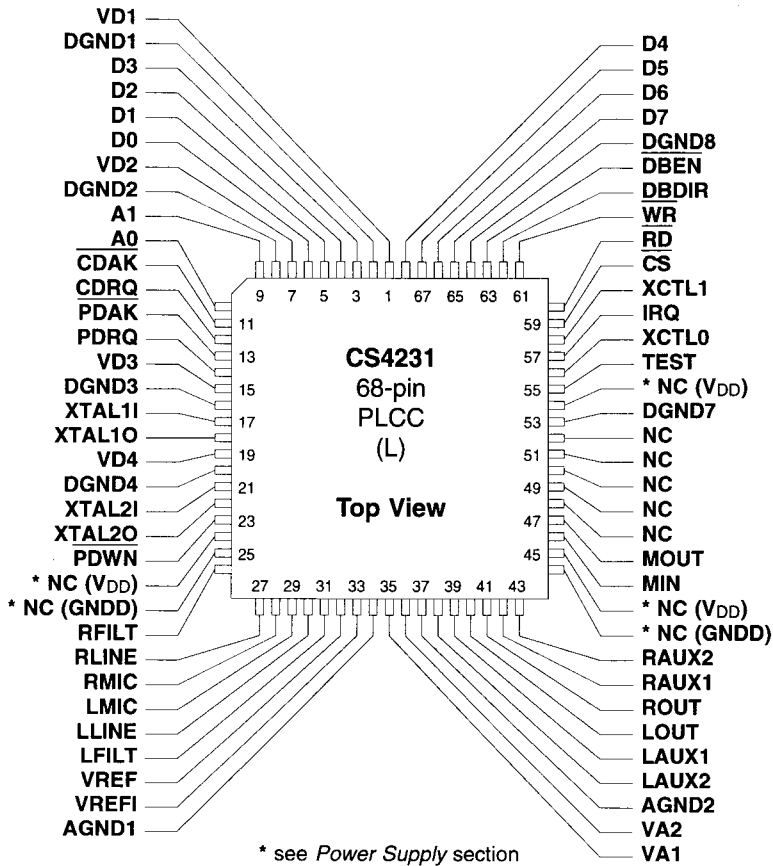 VD1
DGND1
D3
D2
D1
D0
VD2
DGND2
A1
A0
CDAK
CDRQ
PDAK
PDRQ
VD3
DGND3
XTAL1I
XTAL1O
VD4
DGND4
XTAL2I
XTAL2O
PDWN
* NC (VDD)
* NC (GNDD)
RFILT
RLINE
RMIC
LMIC
LLINE
LFILT
VREF
VREFI
AGND1
9 7 5 3 1 67 65 63 61
11
13
15
17
19
21
23
25
CS4231
68-pin
PLCC
(L)
Top View
59
57
55
53
51
49
47
45
27 29 31 33 35 37 39 41 43
D4
D5
D6
D7
DGND8
DBEN
DBDIR
WR
RD
CS
XCTL1
IRQ
XCTL0
TEST
* NC (VDD)
DGND7
NC
NC
NC
NC
NC
MOUT
MIN
* NC (VDD)
* NC (GNDD)
RAUX2
RAUX1
ROUT
LOUT
LAUX1
LAUX2
AGND2
VA2
VA1
* see Power Supply section